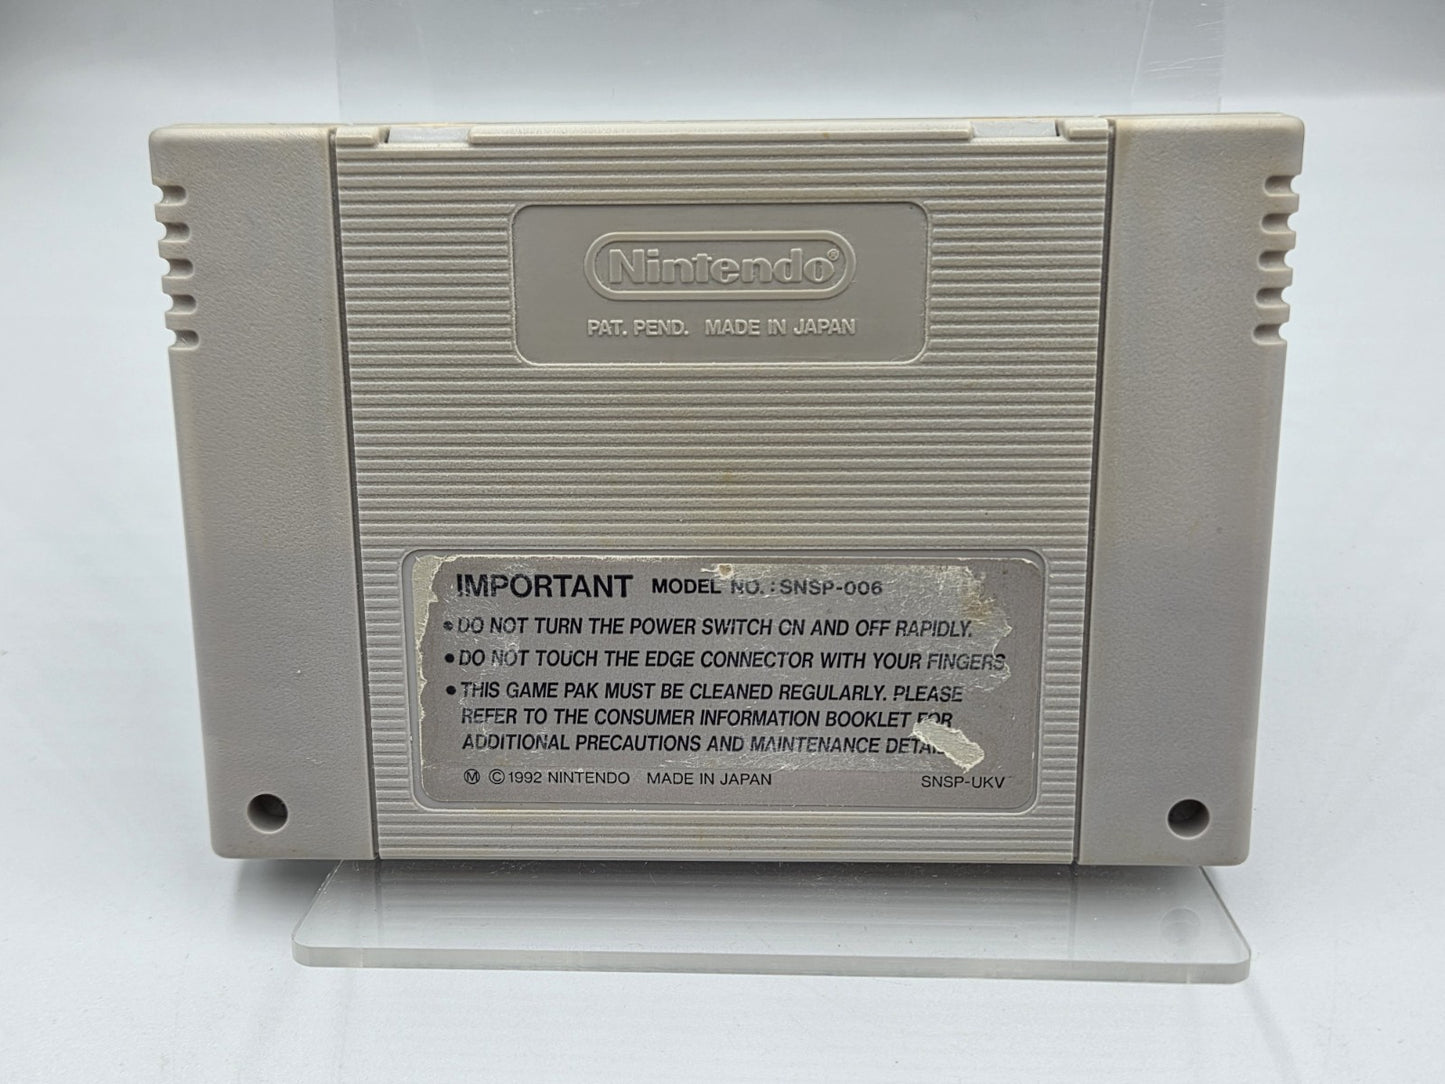 Nintendo®
PAT. PEND. MADE IN JAPAN
IMPORTANT MODEL NO.: SNSP-006
• DO NOT TURN THE POWER SWITCH ON AND OFF RAPIDLY.
• DO NOT TOUCH THE EDGE CONNECTOR WITH YOUR FINGERS
• THIS GAME PAK MUST BE CLEANED REGULARLY. PLEASE
REFER TO THE CONSUMER INFORMATION BOOKLET FOR
ADDITIONAL PRECAUTIONS AND MAINTENANCE
Ⓜ © 1992 NINTENDO MADE IN JAPAN SNSP-UKV